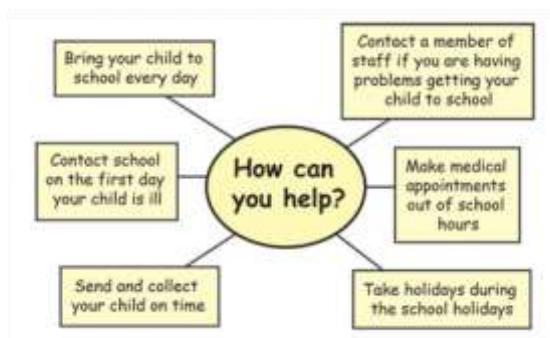 Bring your child to
school every day
Contact a member of
staff if you are having
problems getting your
child to school
Contact school
on the first day
your child is ill
How can
you help?
Make medical
appointments
out of school
hours
Send and collect
your child on time
Take holidays during
the school holidays